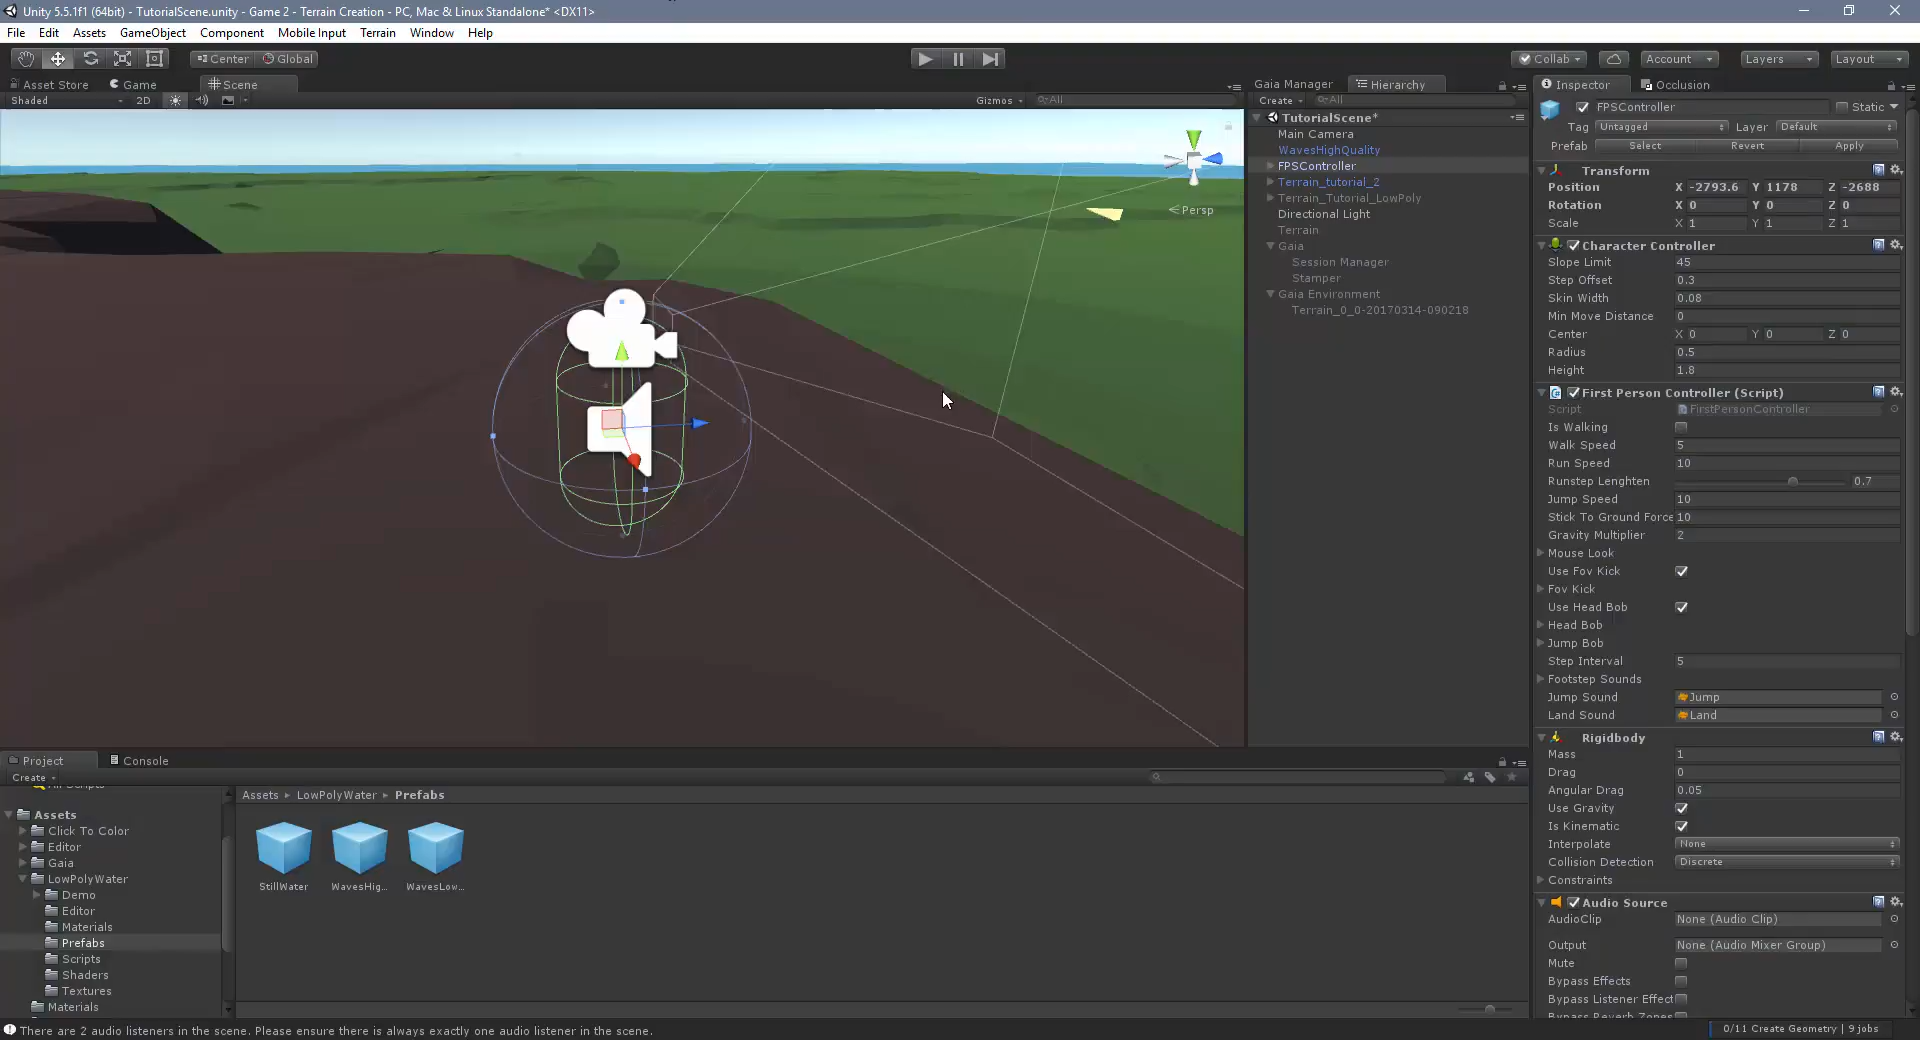 Unity 5.5.1f1 (64bit) - TutorialScene.unity - Game 2 - Terrain Creation - PC, Mac & Linux Standalone* <DX11>
File Edit Assets GameObject Component Mobile Input Terrain Window Help
Center Global
Collab Account Layers Layout
Asset Store Game Scene
Shaded 2D Gizmos All
Persp
Gaia Manager Hierarchy
Create All
TutorialScene*
Main Camera
WavesHighQuality
FPSController
Terrain_tutorial_2
Terrain_Tutorial_LowPoly
Directional Light
Terrain
Gaia
Session Manager
Stamper
Gaia Environment
Terrain_0_0-20170314-090218
Inspector Occlusion
FPSController Static
Tag Untagged Layer Default
Prefab Select Revert Apply
Transform
Position X -2793.6 Y 1178 Z -2688
Rotation X 0 Y 0 Z 0
Scale X 1 Y 1 Z 1
Character Controller
Slope Limit 45
Step Offset 0.3
Skin Width 0.08
Min Move Distance 0
Center X 0 Y 0 Z 0
Radius 0.5
Height 1.8
First Person Controller (Script)
Script FirstPersonController
Is Walking
Walk Speed 5
Run Speed 10
Runstep Lenghten 0.7
Jump Speed 10
Stick To Ground Force 10
Gravity Multiplier 2
Mouse Look
Use Fov Kick
Fov Kick
Use Head Bob
Head Bob
Jump Bob
Step Interval 5
Footstep Sounds
Jump Sound Jump
Land Sound Land
Rigidbody
Mass 1
Drag 0
Angular Drag 0.05
Use Gravity
Is Kinematic
Interpolate None
Collision Detection Discrete
Constraints
Audio Source
AudioClip None (Audio Clip)
Output None (Audio Mixer Group)
Mute
Bypass Effects
Bypass Listener Effect
Project Console
Create
Assets
Click To Color
Editor
Gaia
LowPolyWater
Demo
Editor
Materials
Prefabs
Scripts
Shaders
Textures
Materials
Assets LowPolyWater Prefabs
StillWater WavesHig... WavesLow...
There are 2 audio listeners in the scene. Please ensure there is always exactly one audio listener in the scene.
0/11 Create Geometry | 9 jobs